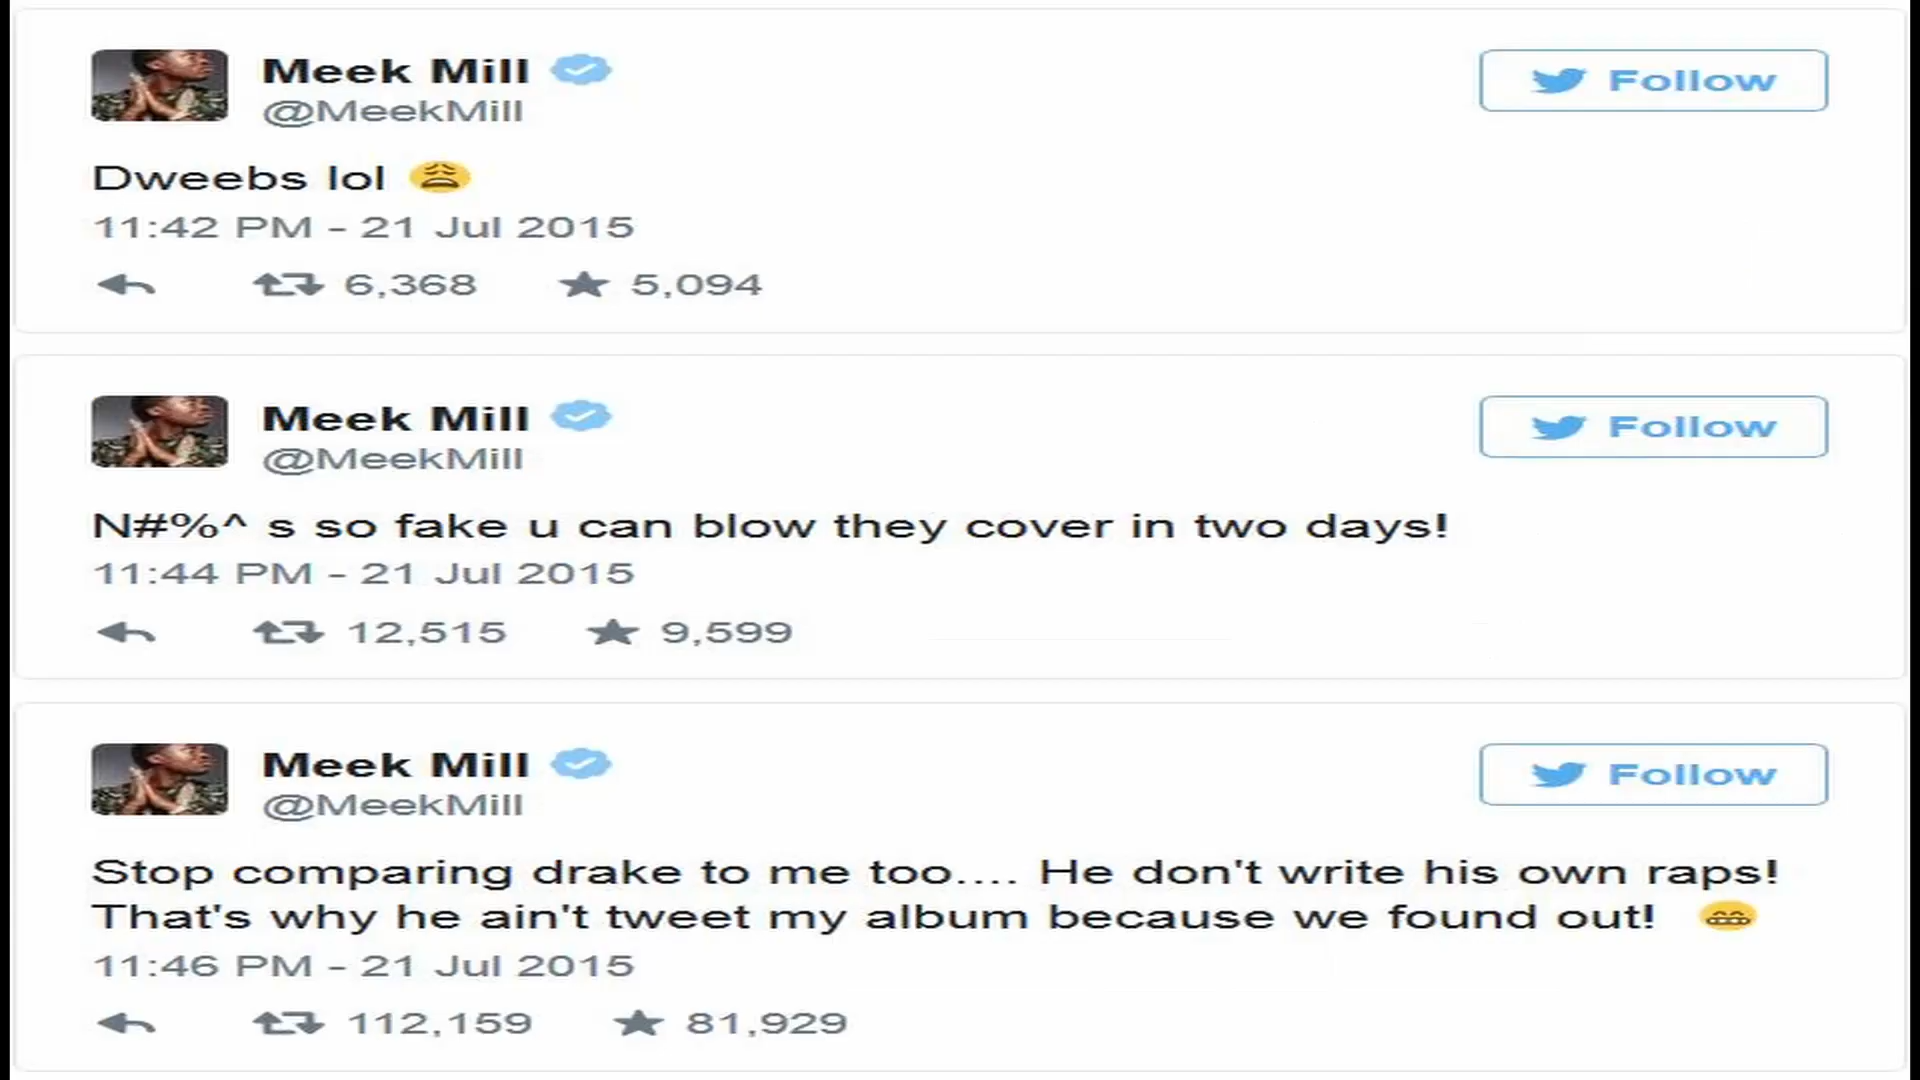 Meek Mill
Follow
@MeekMill
Dweebs lol 😩
11:42 PM - 21 Jul 2015
6,368 5,094
Meek Mill
Follow
@MeekMill
N#%^ s so fake u can blow they cover in two days!
11:44 PM - 21 Jul 2015
12,515 9,599
Meek Mill
Follow
@MeekMill
Stop comparing drake to me too.... He don't write his own raps!
That's why he ain't tweet my album because we found out! 😁
11:46 PM - 21 Jul 2015
112,159 81,929